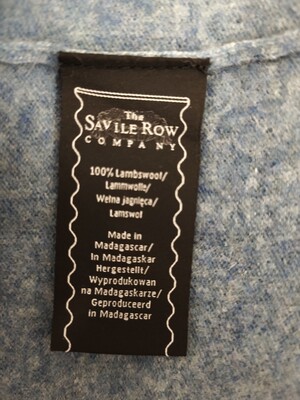 The
SAVILE ROW
COMPANY
100% Lambswool/
Lammwolle/
Wełna jagnięca/
Lamswol
Made in
Madagascar/
In Madagaskar
Hergestellt/
Wyprodukowan
na Madagaskarze/
Geproduceerd
in Madagascar